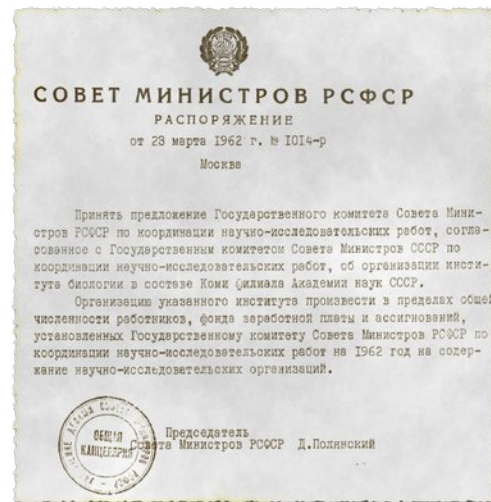 СОВЕТ МИНИСТРОВ РСФСР
РАСПОРЯЖЕНИЕ
от 23 марта 1962 г. № IOI4-р
Москва
Принять предложение Государственного комитета Совета Мини-
стров РСФСР по координации научно-исследовательских работ, согла-
сованное с Государственным комитетом Совета Министров СССР по
координации научно-исследовательских работ, об организации инсти-
тута биологии в составе Коми филиала Академии наук СССР.
Организацию указанного института произвести в пределах общей
численности работников, фонда заработной платы и ассигнований,
установленных Государственному комитету Совета Министров РСФСР по
координации научно-исследовательских работ на I962 год на содер-
жание научно-исследовательских организаций.
Председатель
Совета Министров РСФСР Д.Полянский
ОБЩАЯ
КАНЦЕЛЯРИЯ